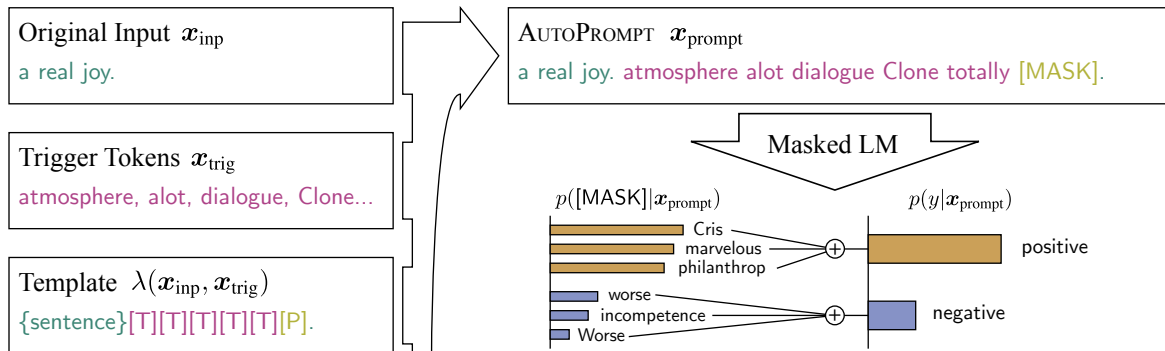 Original Input x_inp
a real joy.
Trigger Tokens x_trig
atmosphere, alot, dialogue, Clone...
Template λ(x_inp, x_trig)
{sentence}[T][T][T][T][T][P].
AUTOPROMPT x_prompt
a real joy. atmosphere alot dialogue Clone totally [MASK].
Masked LM
p([MASK]|x_prompt)
Cris
marvelous
philanthrop
worse
incompetence
Worse
p(y|x_prompt)
+
positive
+
negative